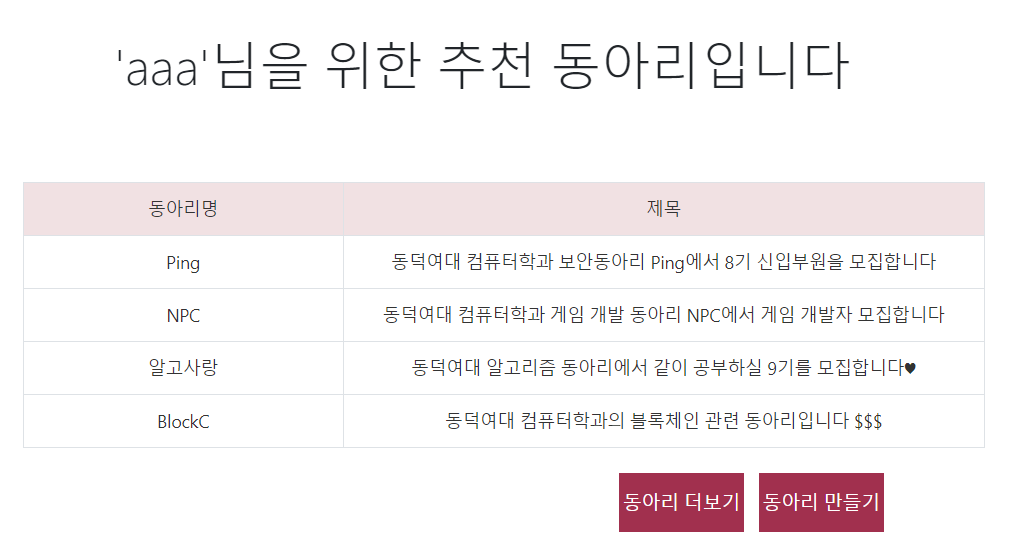 'aaa'님을 위한 추천 동아리입니다
동아리명 제목
Ping 동덕여대 컴퓨터학과 보안동아리 Ping에서 8기 신입부원을 모집합니다
NPC 동덕여대 컴퓨터학과 게임 개발 동아리 NPC에서 게임 개발자 모집합니다
알고사랑 동덕여대 알고리즘 동아리에서 같이 공부하실 9기를 모집합니다♥
BlockC 동덕여대 컴퓨터학과의 블록체인 관련 동아리입니다 $$$
동아리 더보기 동아리 만들기